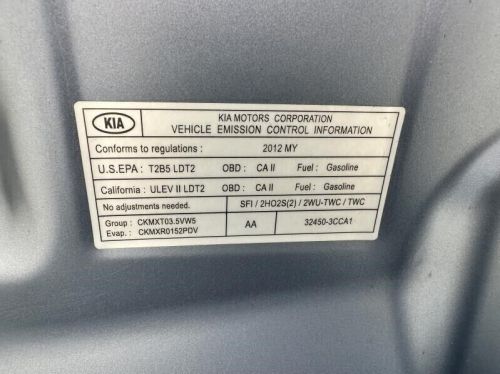 KIA
KIA MOTORS CORPORATION
VEHICLE EMISSION CONTROL INFORMATION
Conforms to regulations : 2012 MY
U.S.EPA : T2B5 LDT2 OBD : CA II Fuel : Gasoline
California : ULEV II LDT2 OBD : CA II Fuel : Gasoline
No adjustments needed. SFI / 2HO2S(2) / 2WU-TWC / TWC
Group : CKMXT03.5VW5 AA 32450-3CCA1
Evap. : CKMXR0152PDV